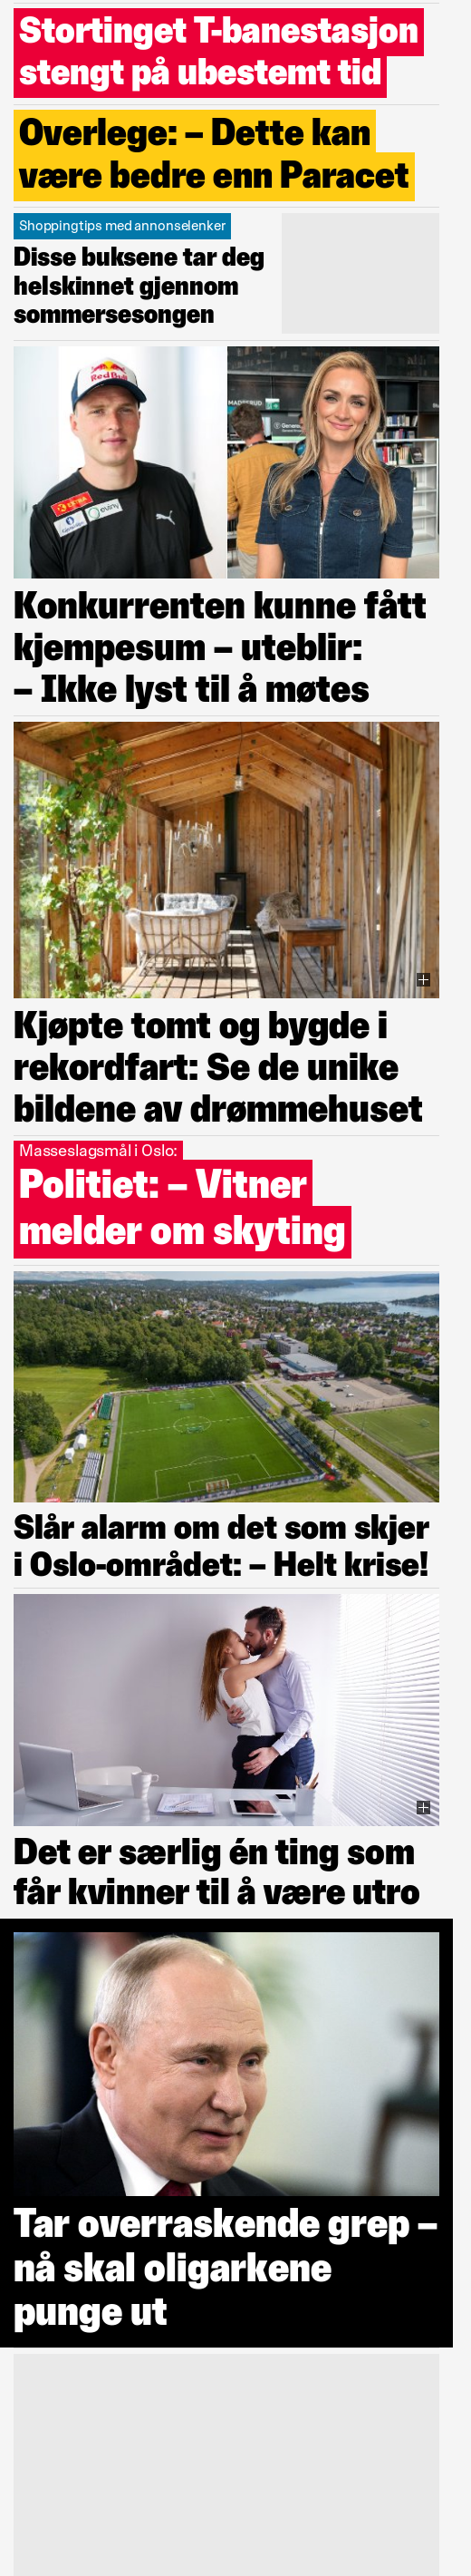 Stortinget T-banestasjon
stengt på ubestemt tid
Overlege: – Dette kan
være bedre enn Paracet
Shoppingtips med annonselenker
Disse buksene tar deg
helskinnet gjennom
sommersesongen
Red Bull
EXTRA
eviny
Konkurrenten kunne fått
kjempesum – uteblir:
– Ikke lyst til å møtes
Kjøpte tomt og bygde i
rekordfart: Se de unike
bildene av drømmehuset
Masseslagsmål i Oslo:
Politiet: – Vitner
melder om skyting
Slår alarm om det som skjer
i Oslo-området: – Helt krise!
Det er særlig én ting som
får kvinner til å være utro
Tar overraskende grep –
nå skal oligarkene
punge ut